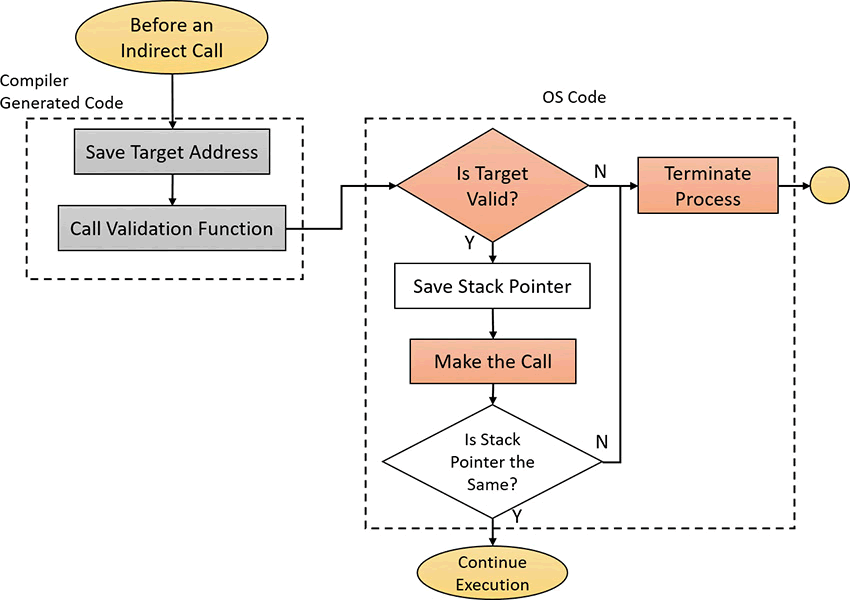 Before an
Indirect Call
Compiler
Generated Code
OS Code
Save Target Address
Call Validation Function
Is Target
Valid?
N
Terminate
Process
Y
Save Stack Pointer
Make the Call
Is Stack
Pointer the
Same?
N
Y
Continue
Execution